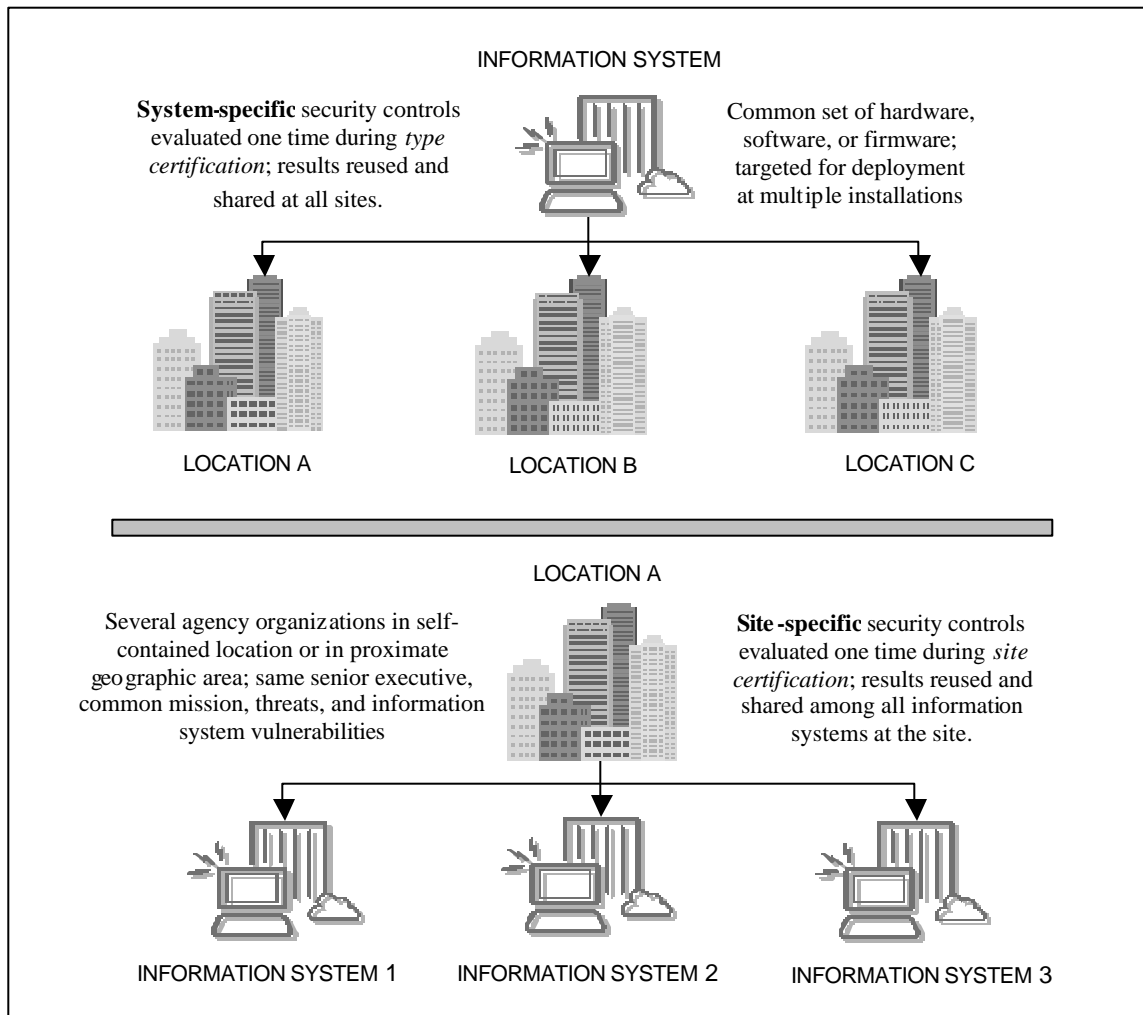 INFORMATION SYSTEM
System-specific security controls
evaluated one time during type
certification; results reused and
shared at all sites.
Common set of hardware,
software, or firmware;
targeted for deployment
at multiple installations
LOCATION A
LOCATION B
LOCATION C
LOCATION A
Several agency organizations in self-
contained location or in proximate
geographic area; same senior executive,
common mission, threats, and information
system vulnerabilities
Site-specific security controls
evaluated one time during site
certification; results reused and
shared among all information
systems at the site.
INFORMATION SYSTEM 1
INFORMATION SYSTEM 2
INFORMATION SYSTEM 3